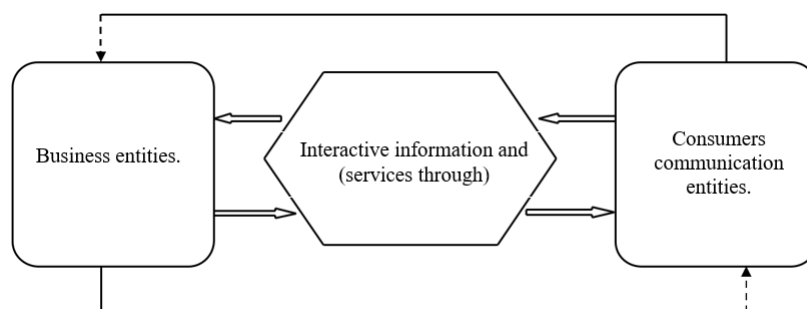 Business entities.
Interactive information and
(services through)
Consumers
communication
entities.